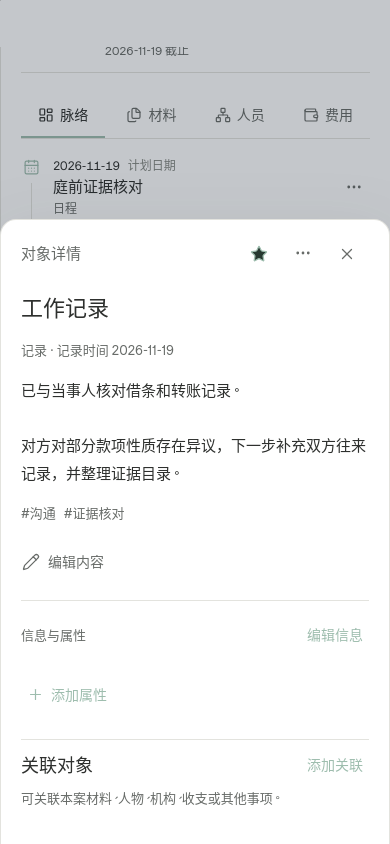 2026-11-19 截止
脉络 材料 人员 费用
2026-11-19 计划日期
庭前证据核对
日程
对象详情
工作记录
记录 · 记录时间 2026-11-19
已与当事人核对借条和转账记录。
对方对部分款项性质存在异议，下一步补充双方往来
记录，并整理证据目录。
#沟通 #证据核对
编辑内容
信息与属性 编辑信息
+ 添加属性
关联对象 添加关联
可关联本案材料、人物、机构、收支或其他事项。